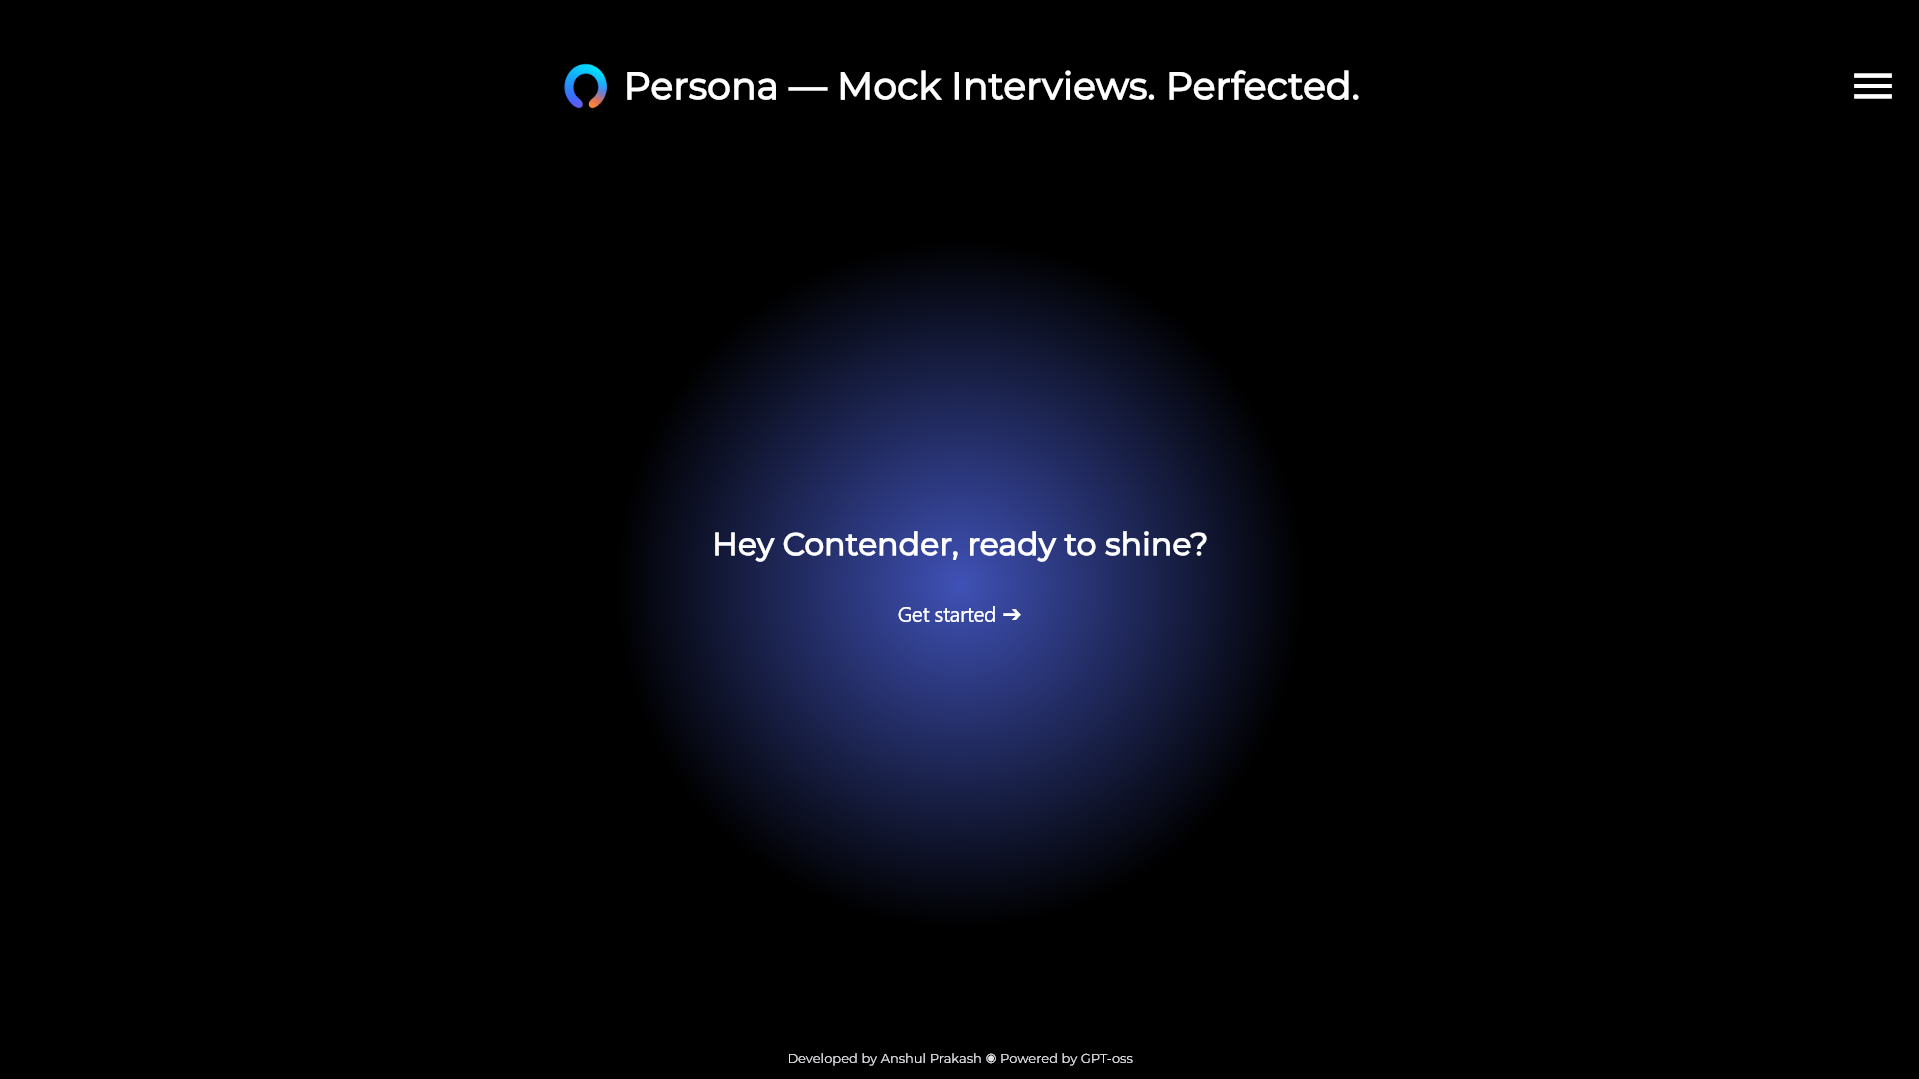 Persona — Mock Interviews. Perfected.
Hey Contender, ready to shine?
Get started ➔
Developed by Anshul Prakash ◉ Powered by GPT-oss